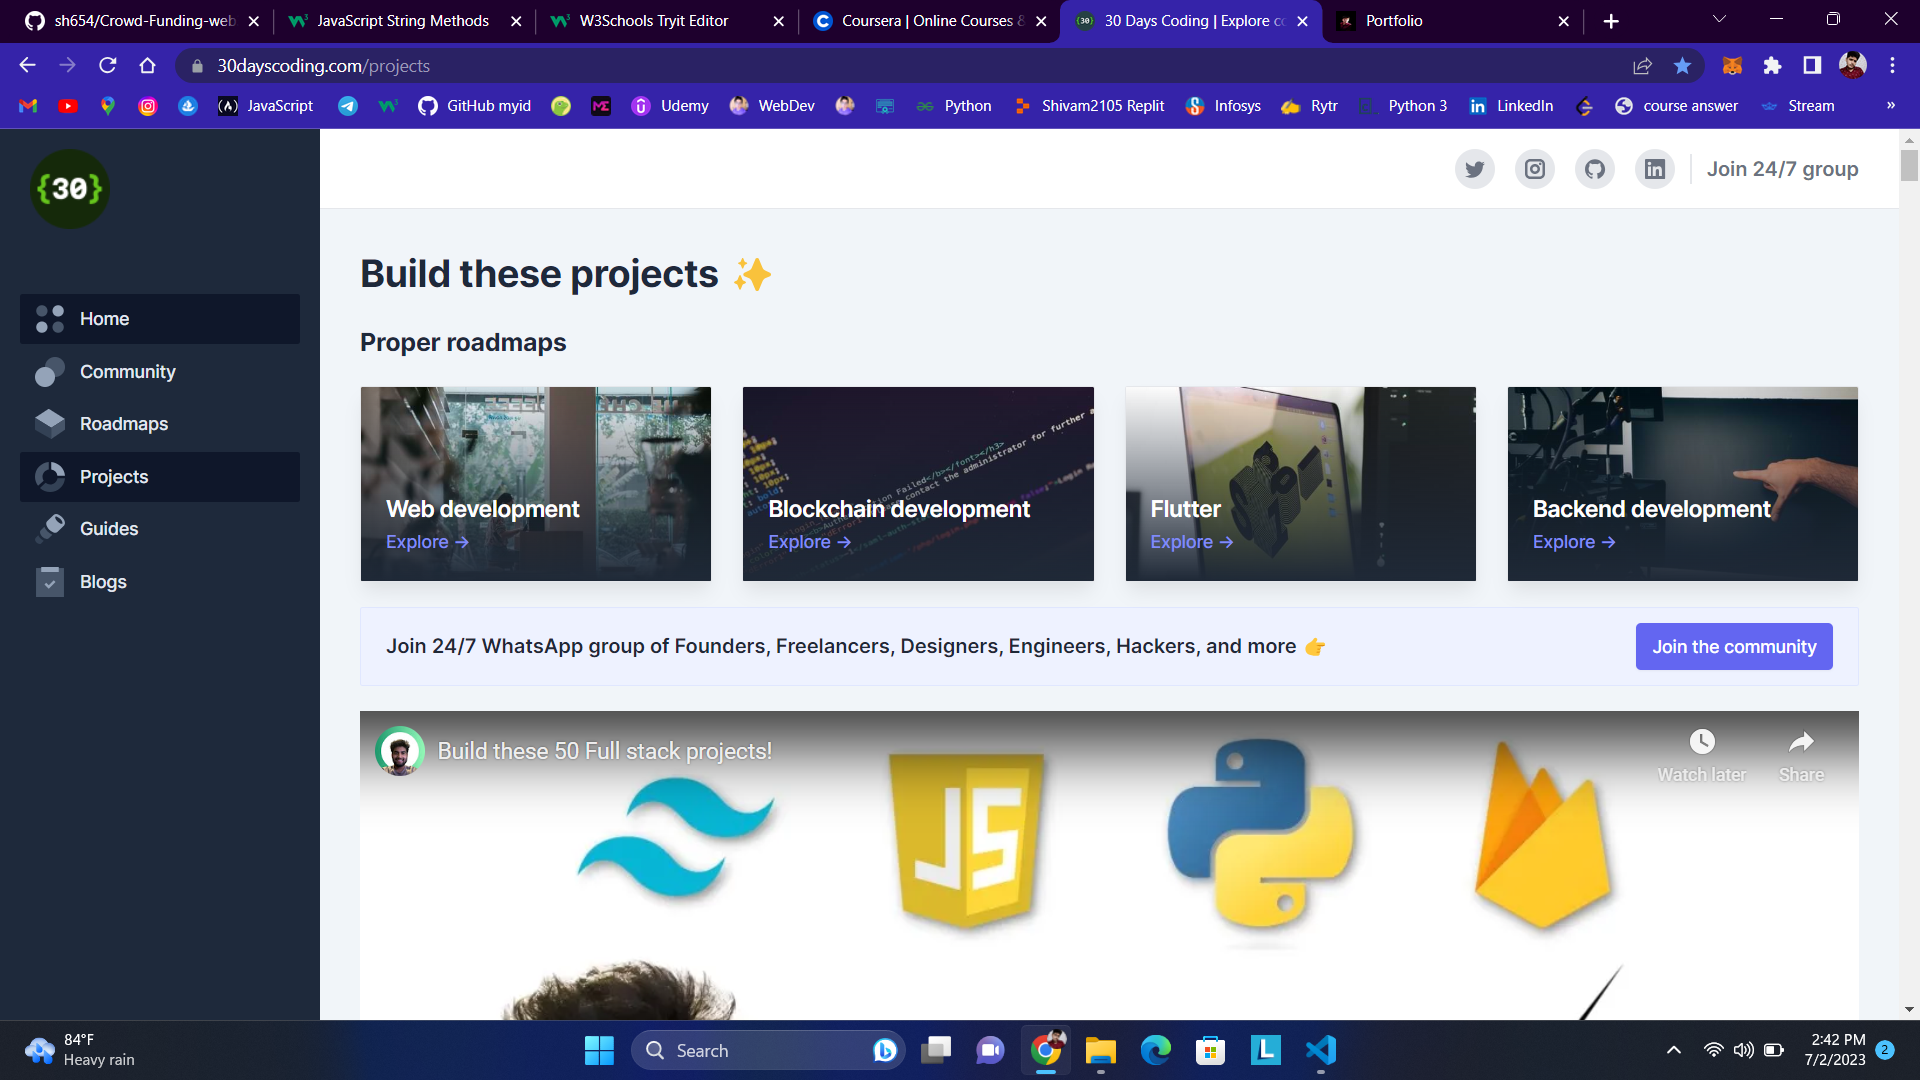 sh654/Crowd-Funding-web
JavaScript String Methods
W3Schools Tryit Editor
Coursera | Online Courses &
30 Days Coding | Explore co
Portfolio
30dayscoding.com/projects
JavaScript
GitHub myid
Udemy
WebDev
Python
Shivam2105 Replit
Infosys
Rytr
Python 3
LinkedIn
course answer
Stream
»
{30}
Join 24/7 group
Home
Community
Roadmaps
Projects
Guides
Blogs
Build these projects ✨
Proper roadmaps
Web development
Explore →
Blockchain development
Explore →
Flutter
Explore →
Backend development
Explore →
Join 24/7 WhatsApp group of Founders, Freelancers, Designers, Engineers, Hackers, and more 👉
Join the community
Build these 50 Full stack projects!
Watch later
Share
JS
84°F
Heavy rain
Search
2:42 PM
7/2/2023
2